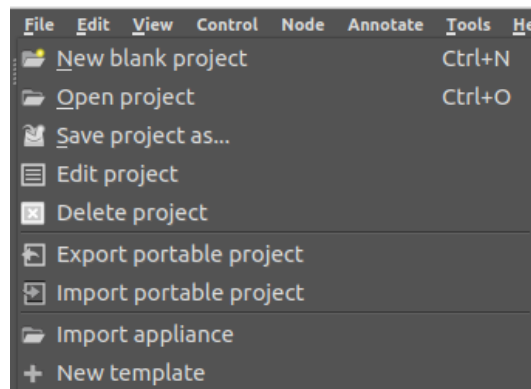 File Edit View Control Node Annotate Tools He
New blank project Ctrl+N
Open project Ctrl+O
Save project as...
Edit project
Delete project
Export portable project
Import portable project
Import appliance
New template